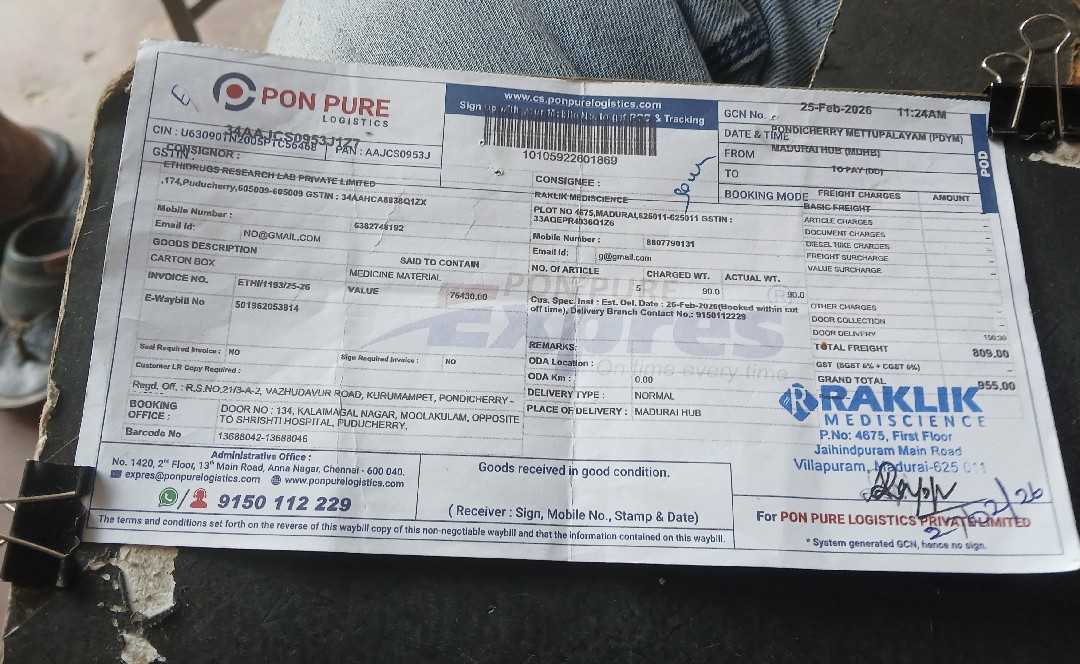 PON PURE
LOGISTICS
www.cs.ponpurelogistics.com
Sign up with your Mobile No. to get POD & Tracking
10105922601869
GCN No.
25-Feb-2026 11:24AM
DATE & TIME PONDICHERRY METTUPALAYAM (PDYM)
FROM MADURAI HUB (MDHB)
TO TO PAY (DD)
BOOKING MODE
POD
CIN : U63090TN2005PTC56468
34AAJCS0953J1Z7
PAN : AAJCS0953J
GSTIN:
CONSIGNOR :
ETHIDRUGS RESEARCH LAB PRIVATE LIMITED
,174,Puducherry,605009-605009 GSTIN : 34AAHCA8838Q1ZX
Mobile Number : 6382748192
Email Id: NO@GMAIL.COM
CONSIGNEE :
RAKLIK MEDISCIENCE
PLOT NO 4675,MADURAI,625011-625011 GSTIN :
33AQEPR4036Q1Z6
Mobile Number : 8807790131
Email Id: g@gmail.com
GOODS DESCRIPTION SAID TO CONTAIN
CARTON BOX MEDICINE MATERIAL
INVOICE NO. ETHI/1193/25-26 VALUE 76430.00
E-Waybill No 501962053814
NO. OF ARTICLE CHARGED WT. ACTUAL WT.
5 90.0 90.0
Cus. Spec. Inst : Est. Del. Date : 26-Feb-2026(Booked within cut
off time), Delivery Branch Contact No.: 9150112229
PON PURE
Expres
On time every time
Seal Required Invoice : NO Sign Required Invoice : NO
Customer LR Copy Required :
REMARKS:
ODA Location :
ODA Km : 0.00
DELIVERY TYPE : NORMAL
PLACE OF DELIVERY : MADURAI HUB
FREIGHT CHARGES AMOUNT
BASIC FREIGHT
ARTICLE CHARGES
DOCUMENT CHARGES
DIESEL HIKE CHARGES
FREIGHT SURCHARGE
VALUE SURCHARGE
OTHER CHARGES
DOOR COLLECTION
DOOR DELIVERY
TOTAL FREIGHT 809.00
GST (SGST 6% + CGST 6%)
GRAND TOTAL 955.00
Regd. Off. : R.S.NO.21/3-A-2, VAZHUDAVUR ROAD, KURUMAMPET, PONDICHERRY -
BOOKING OFFICE : DOOR NO : 134, KALAIMAGAL NAGAR, MOOLAKULAM, OPPOSITE
TO SHRISHTI HOSPITAL, PUDUCHERRY,
Barcode No 13688042-13688046
RAKLIK
MEDISCIENCE
P.No: 4675, First Floor
Jaihindpuram Main Road
Villapuram, Madurai-625 011
Administrative Office :
No. 1420, 2nd Floor, 13th Main Road, Anna Nagar, Chennai - 600 040.
expres@ponpurelogistics.com www.ponpurelogistics.com
9150 112 229
Goods received in good condition.
( Receiver : Sign, Mobile No., Stamp & Date)
For PON PURE LOGISTICS PRIVATE LIMITED
* System generated GCN, hence no sign.
The terms and conditions set forth on the reverse of this waybill copy of this non-negotiable waybill and that the information contained on this waybill.